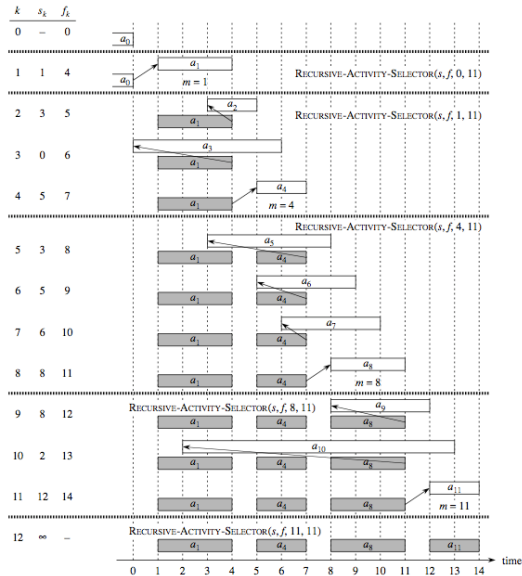 k s_k f_k
0 – 0
a_0
1 1 4
a_0 a_1
m = 1
RECURSIVE-ACTIVITY-SELECTOR(s, f, 0, 11)
2 3 5
a_2
a_1
RECURSIVE-ACTIVITY-SELECTOR(s, f, 1, 11)
3 0 6
a_3
a_1
4 5 7
a_1 a_4
m = 4
RECURSIVE-ACTIVITY-SELECTOR(s, f, 4, 11)
5 3 8
a_5
a_1 a_4
6 5 9
a_6
a_1 a_4
7 6 10
a_7
a_1 a_4
8 8 11
a_8
a_1 a_4
m = 8
RECURSIVE-ACTIVITY-SELECTOR(s, f, 8, 11)
9 8 12
a_9
a_1 a_4 a_8
10 2 13
a_10
a_1 a_4 a_8
11 12 14
a_11
a_1 a_4 a_8
m = 11
RECURSIVE-ACTIVITY-SELECTOR(s, f, 11, 11)
12 ∞ –
a_1 a_4 a_8 a_11
time
0 1 2 3 4 5 6 7 8 9 10 11 12 13 14